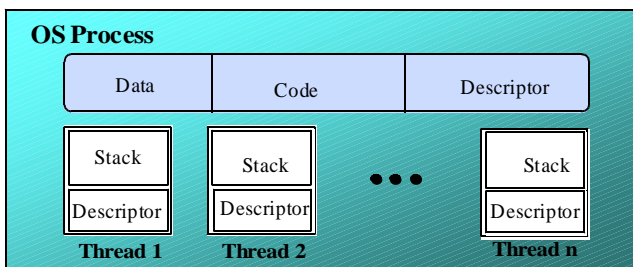 OS Process
Data Code Descriptor
Stack Stack ••• Stack
Descriptor Descriptor Descriptor
Thread 1 Thread 2 Thread n